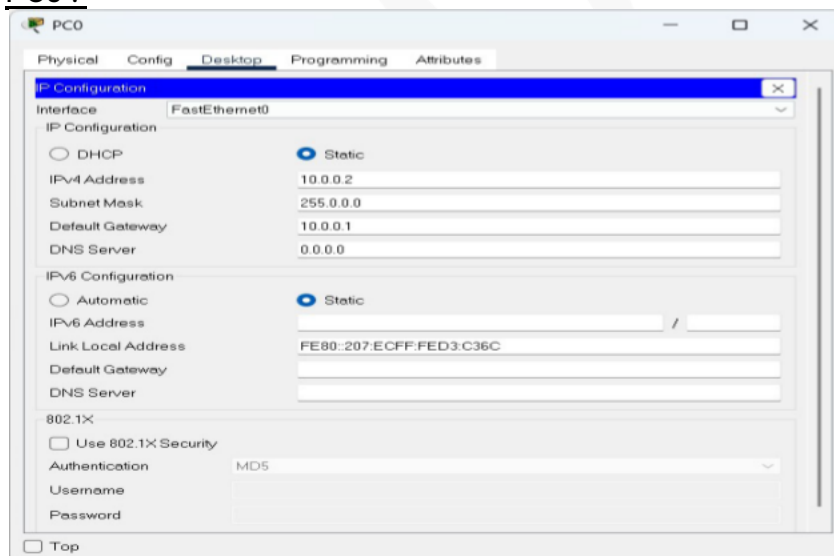 PC0 :
PC0
Physical Config Desktop Programming Attributes
IP Configuration
Interface FastEthernet0
IP Configuration
DHCP Static
IPv4 Address 10.0.0.2
Subnet Mask 255.0.0.0
Default Gateway 10.0.0.1
DNS Server 0.0.0.0
IPv6 Configuration
Automatic Static
IPv6 Address /
Link Local Address FE80::207:ECFF:FED3:C36C
Default Gateway
DNS Server
802.1X
Use 802.1X Security
Authentication MD5
Username
Password
Top